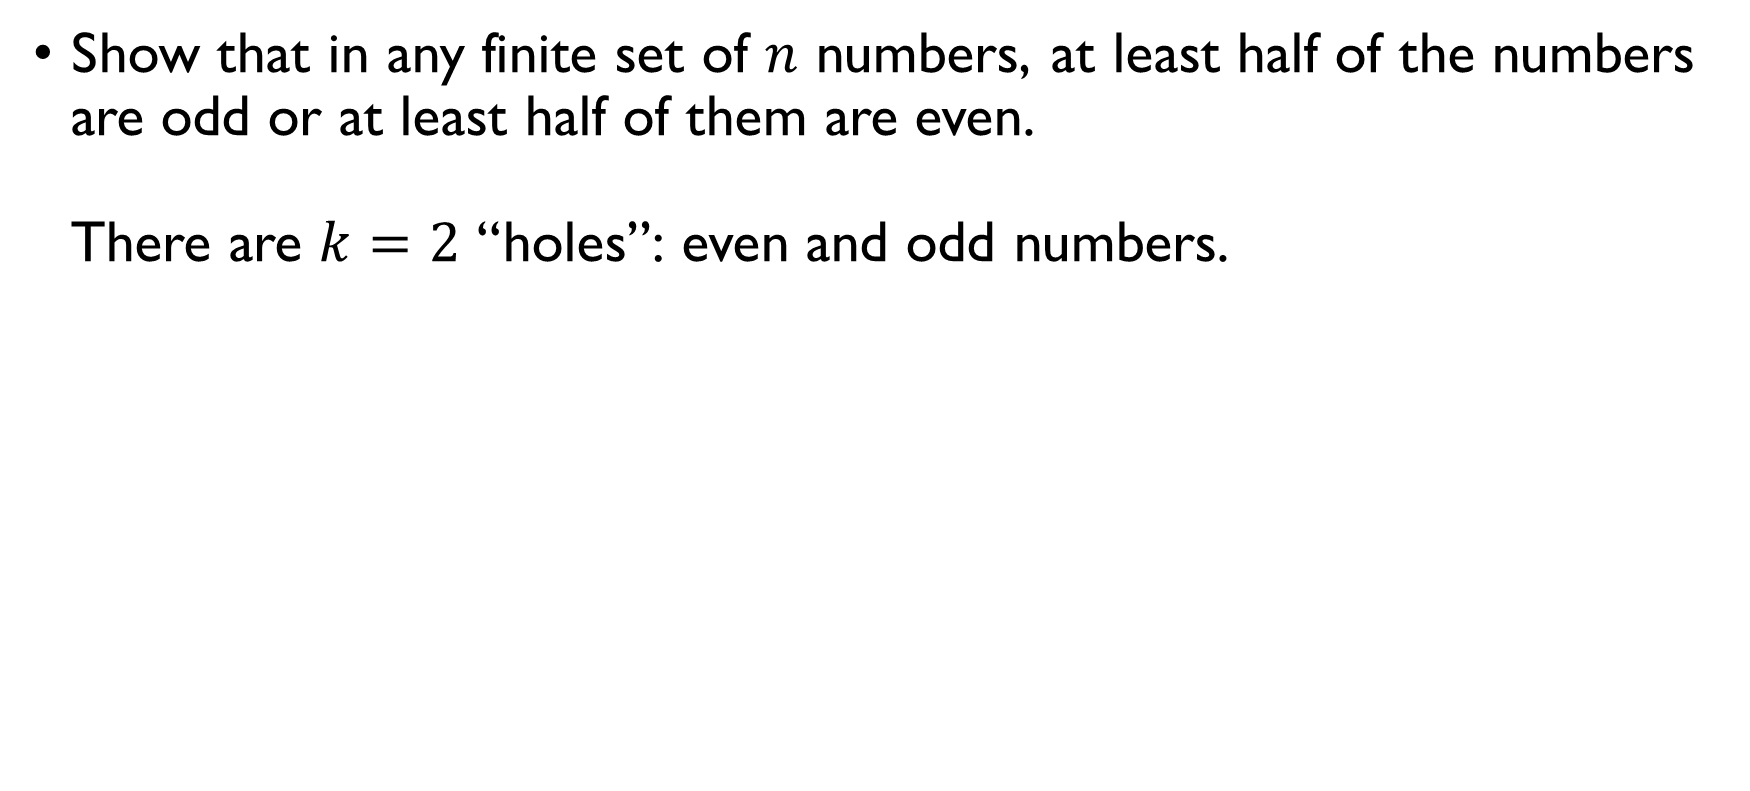 • Show that in any finite set of 𝑛 numbers, at least half of the numbers
are odd or at least half of them are even.
There are 𝑘 = 2 “holes”: even and odd numbers.